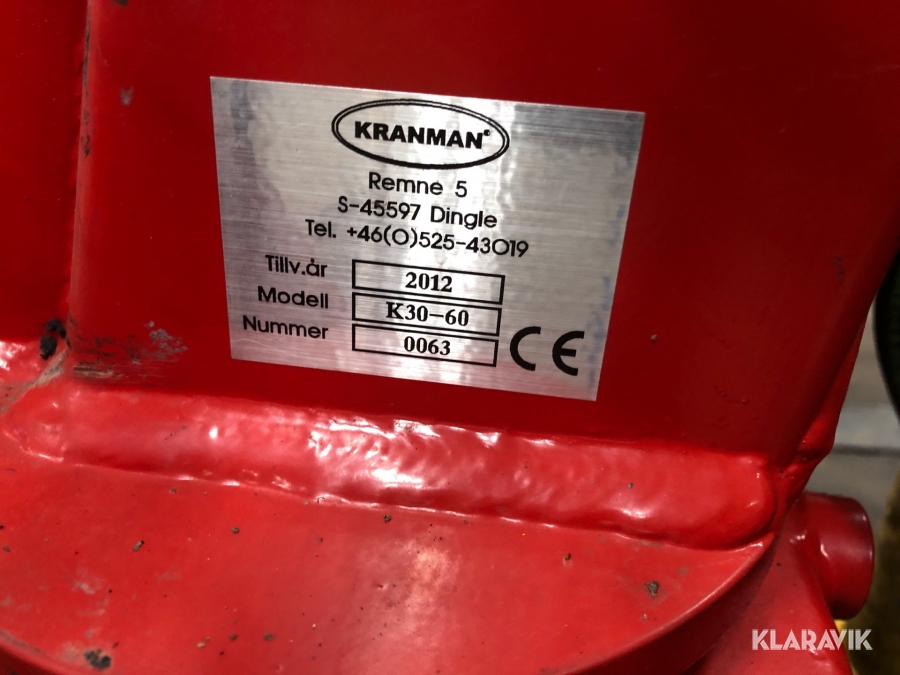 KRANMAN®
Remne 5
S-45597 Dingle
Tel. +46(0)525-43019
Tillv.år 2012
Modell K30-60
Nummer 0063
CE
KLARAVIK